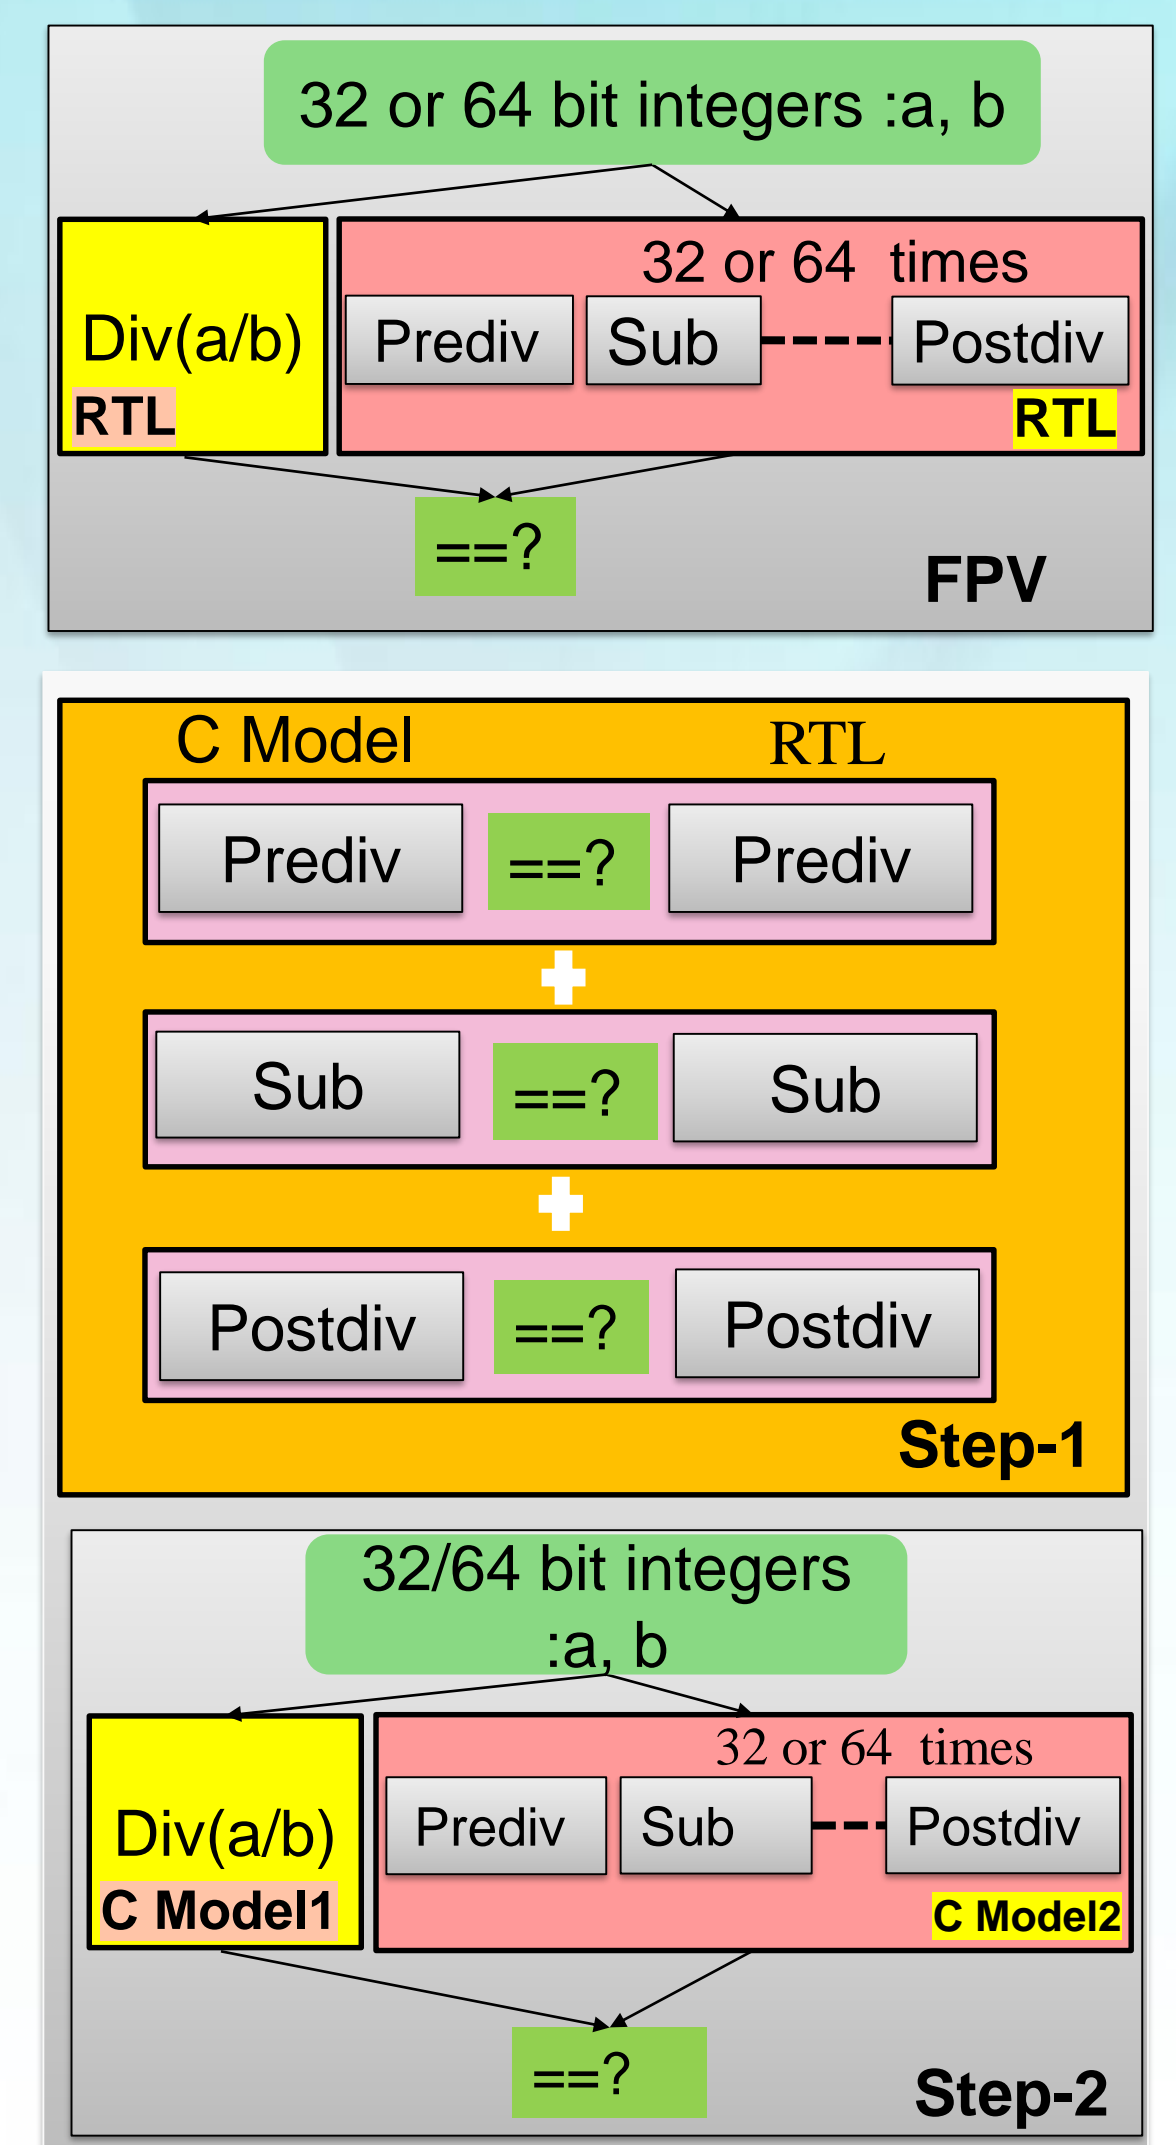 32 or 64 bit integers :a, b
32 or 64 times
Div(a/b)
Prediv
Sub
Postdiv
RTL
RTL
==?
FPV
C Model
RTL
Prediv
==?
Prediv
Sub
==?
Sub
Postdiv
==?
Postdiv
Step-1
32/64 bit integers
:a, b
32 or 64 times
Div(a/b)
Prediv
Sub
Postdiv
C Model1
C Model2
==?
Step-2